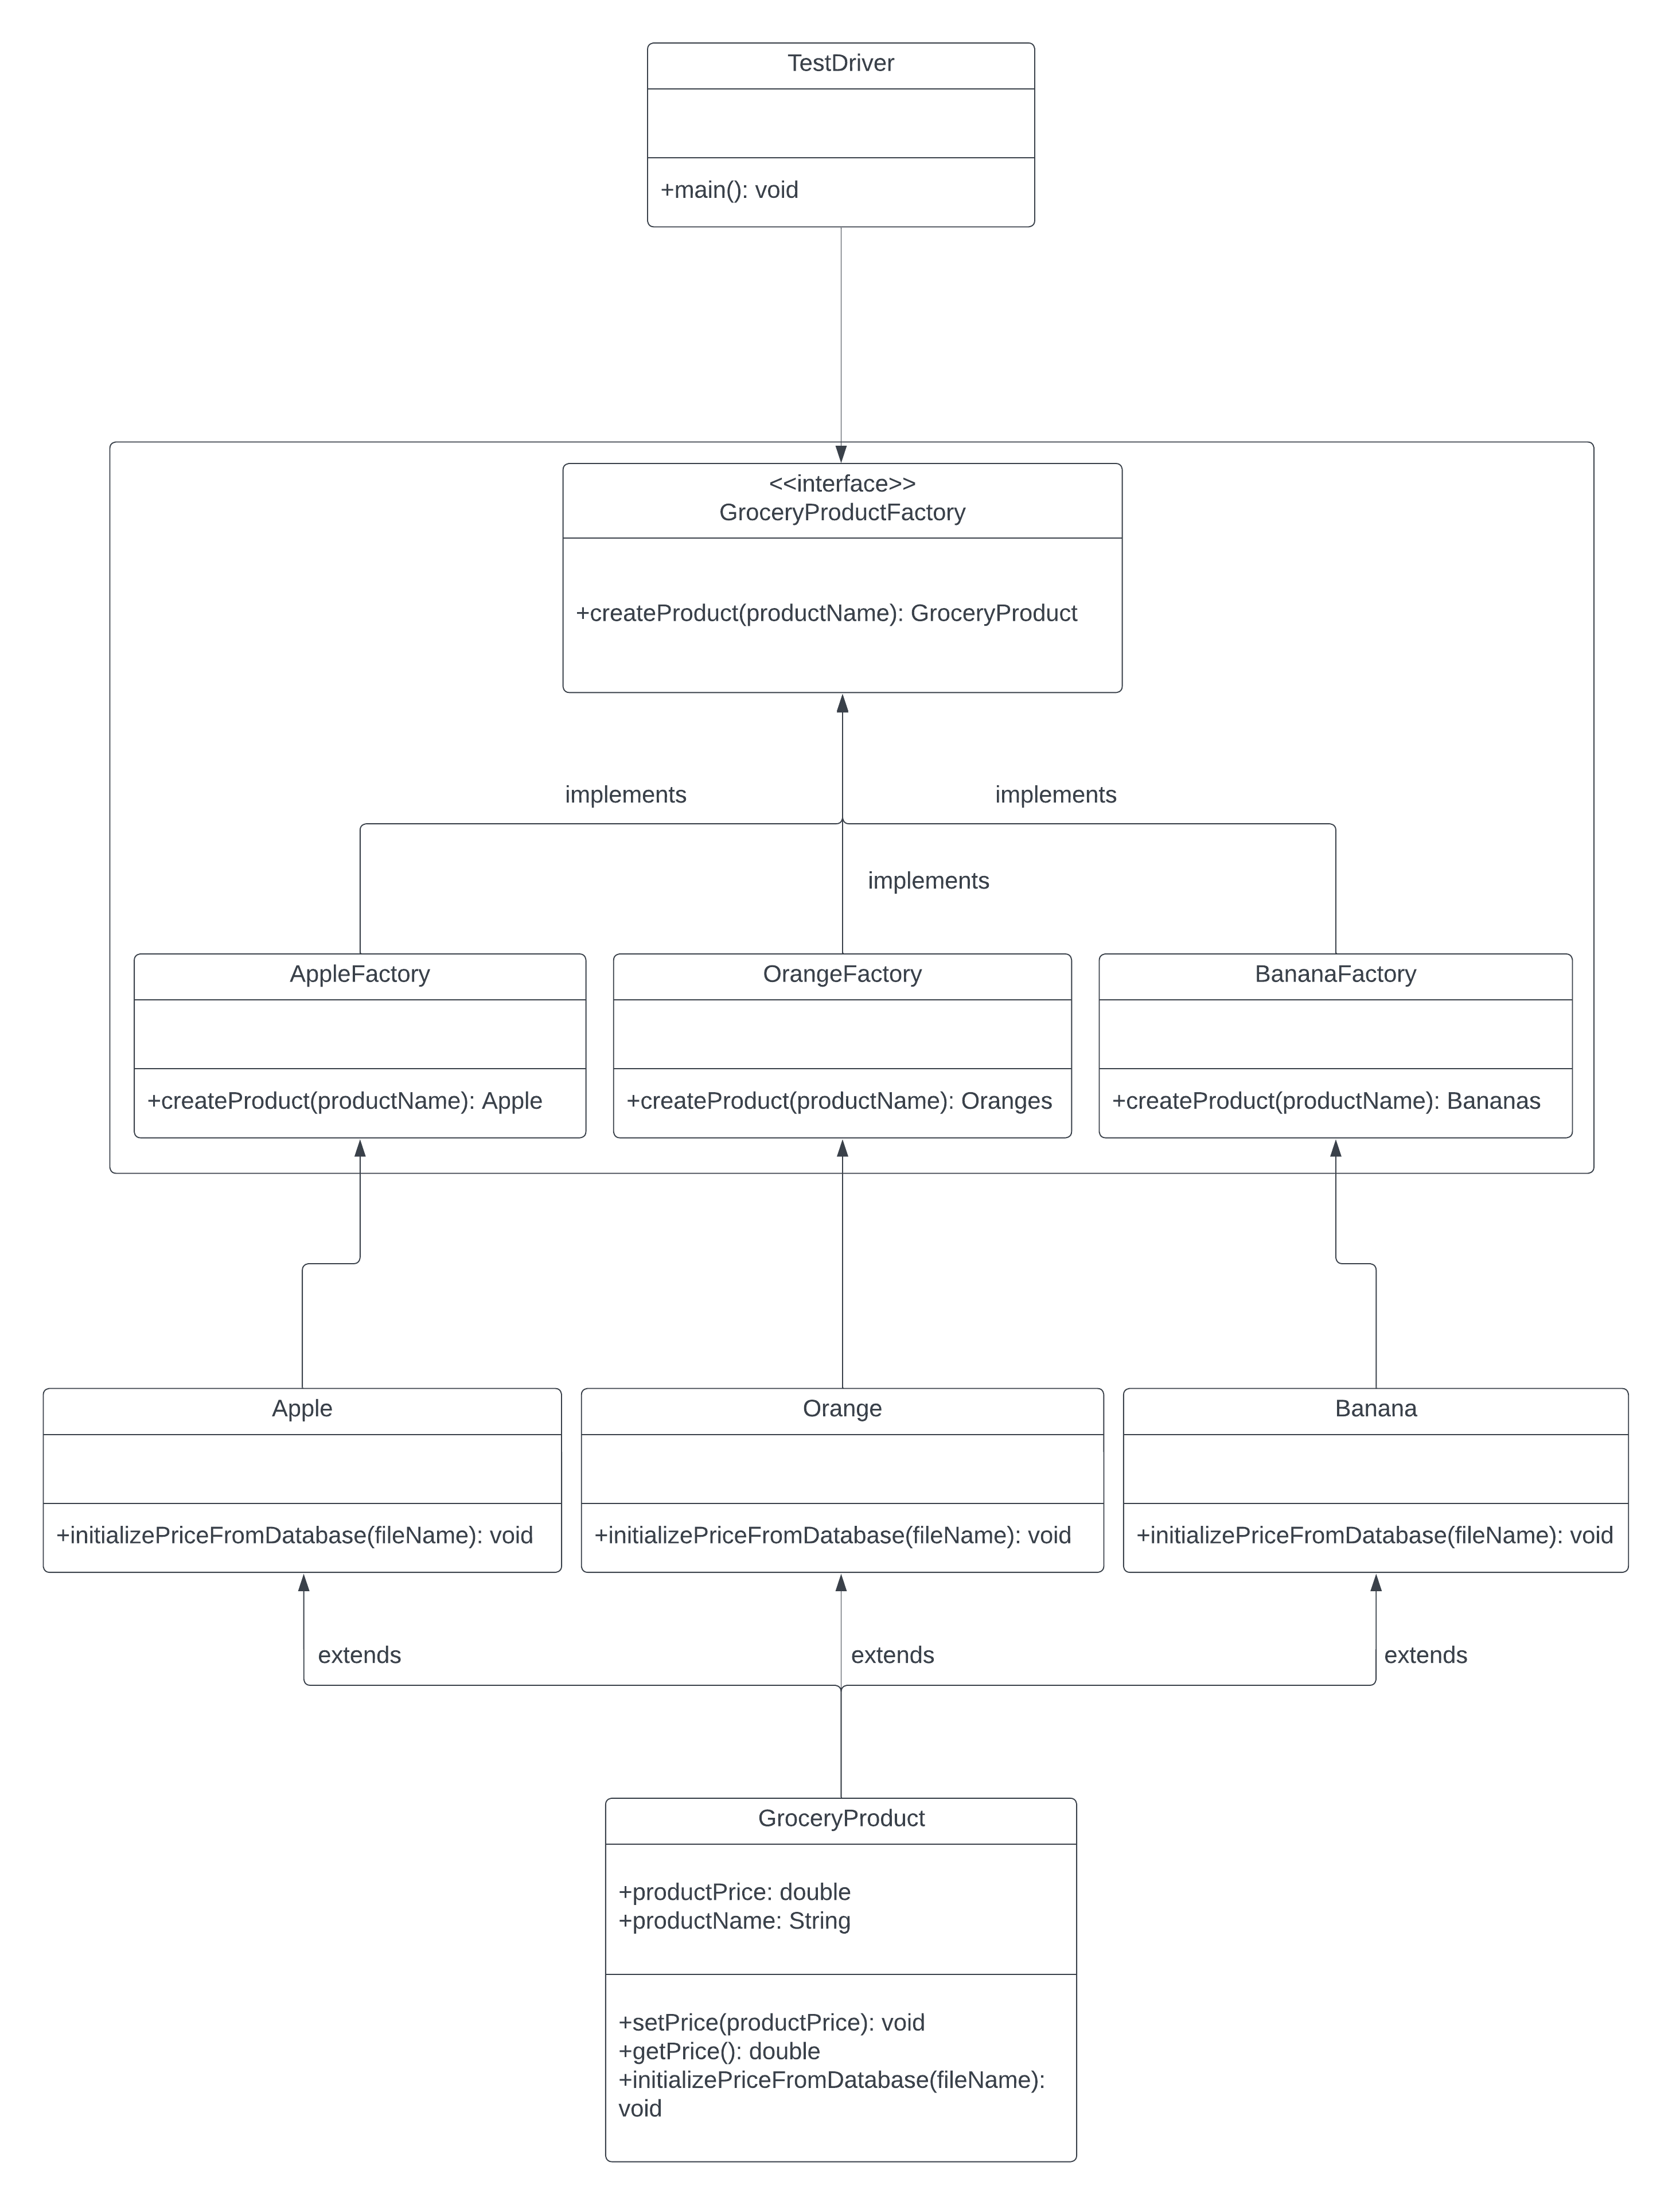 TestDriver
+main(): void
<<interface>>
GroceryProductFactory
+createProduct(productName): GroceryProduct
implements
implements
implements
AppleFactory
+createProduct(productName): Apple
OrangeFactory
+createProduct(productName): Oranges
BananaFactory
+createProduct(productName): Bananas
Apple
+initializePriceFromDatabase(fileName): void
Orange
+initializePriceFromDatabase(fileName): void
Banana
+initializePriceFromDatabase(fileName): void
extends
extends
extends
GroceryProduct
+productPrice: double
+productName: String
+setPrice(productPrice): void
+getPrice(): double
+initializePriceFromDatabase(fileName):
void